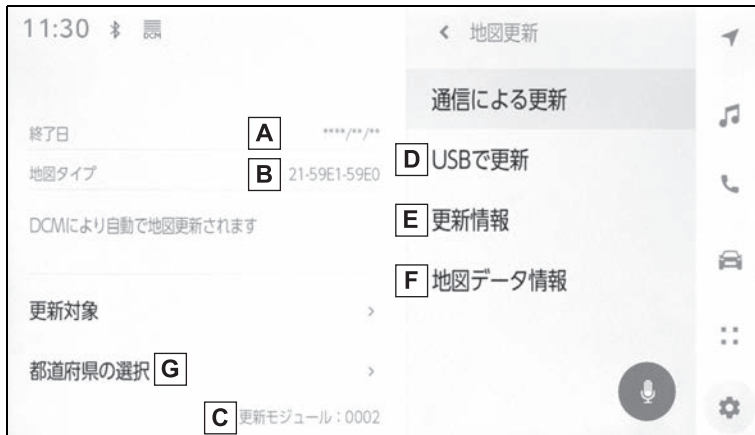 11:30 DCM
終了日 A ****/**/**
地図タイプ B 21-59E1-59E0
DCMにより自動で地図更新されます
更新対象 >
都道府県の選択 G >
C 更新モジュール:0002
< 地図更新
通信による更新
D USBで更新
E 更新情報
F 地図データ情報